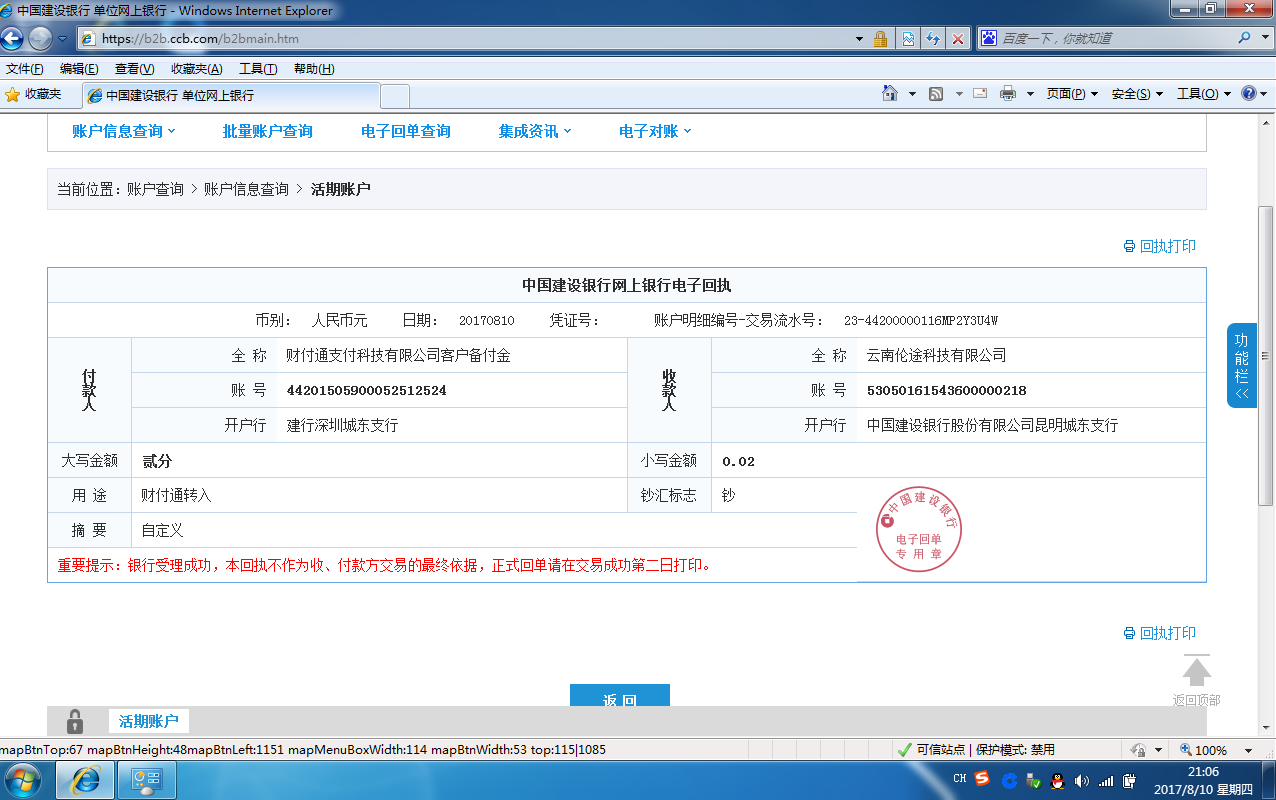 中国建设银行 单位网上银行 - Windows Internet Explorer
https://b2b.ccb.com/b2bmain.htm
百度一下，你就知道
文件(F) 编辑(E) 查看(V) 收藏夹(A) 工具(T) 帮助(H)
收藏夹 中国建设银行 单位网上银行 页面(P) 安全(S) 工具(O)
账户信息查询 批量账户查询 电子回单查询 集成资讯 电子对账
当前位置：账户查询 > 账户信息查询 > 活期账户
回执打印
中国建设银行网上银行电子回执
币别： 人民币元 日期： 20170810 凭证号： 账户明细编号-交易流水号： 23-44200000116MP2Y3U4W
付款人 全 称 财付通支付科技有限公司客户备付金 收款人 全 称 云南伦途科技有限公司
账 号 44201505900052512524 账 号 53050161543600000218
开户行 建行深圳城东支行 开户行 中国建设银行股份有限公司昆明城东支行
大写金额 贰分 小写金额 0.02
用 途 财付通转入 钞汇标志 钞
摘 要 自定义
中国建设银行
电子回单
专用章
重要提示：银行受理成功，本回执不作为收、付款方交易的最终依据，正式回单请在交易成功第二日打印。
功能栏
<<
回执打印
返回顶部
返 回
活期账户
mapBtnTop:67 mapBtnHeight:48mapBtnLeft:1151 mapMenuBoxWidth:114 mapBtnWidth:53 top:115|1085
可信站点 | 保护模式: 禁用 100%
CH 21:06
2017/8/10 星期四